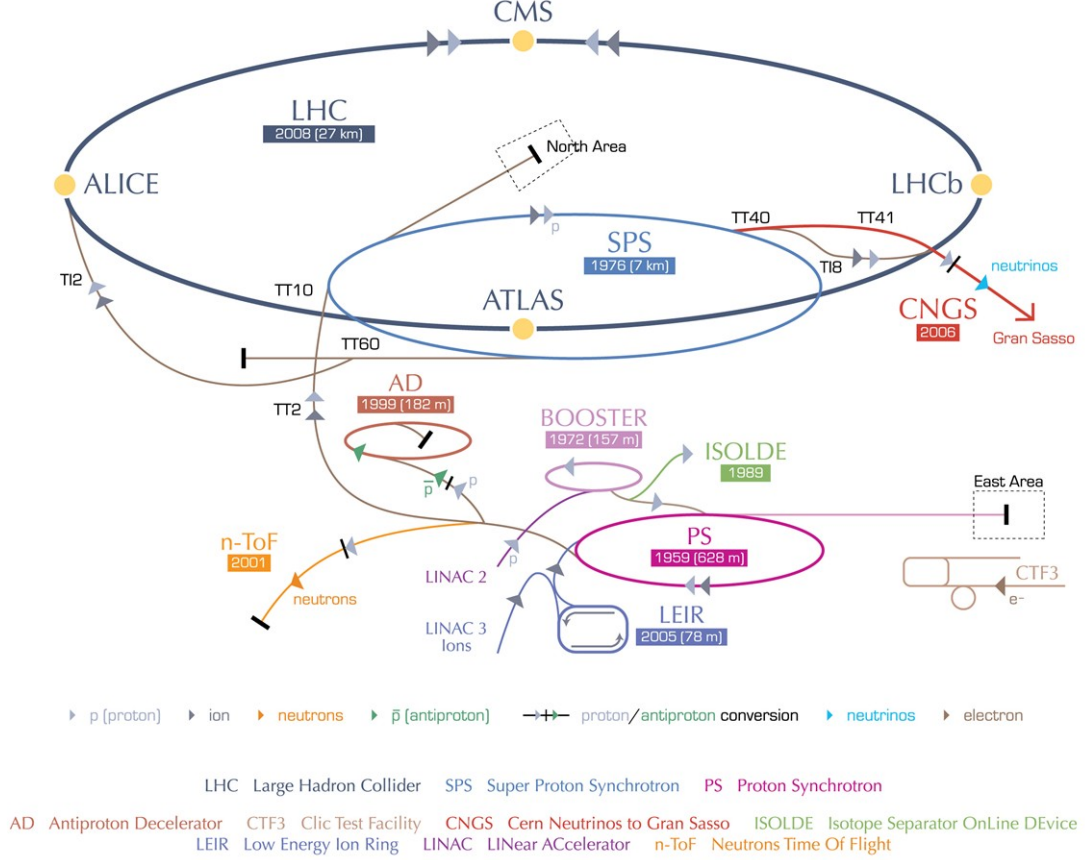 CMS
LHC
2008 (27 km)
North Area
ALICE
LHCb
TT40
TT41
p
SPS
1976 (7 km)
TI8
neutrinos
TI2
TT10
ATLAS
CNGS
2006
Gran Sasso
TT60
AD
1999 (182 m)
TT2
BOOSTER
1972 (157 m)
ISOLDE
1989
p̅
p
East Area
n-ToF
2001
PS
1959 (628 m)
p
LINAC 2
CTF3
e-
neutrons
LEIR
2005 (78 m)
LINAC 3
Ions
p (proton) ion neutrons p̅ (antiproton) proton/antiproton conversion neutrinos electron
LHC Large Hadron Collider SPS Super Proton Synchrotron PS Proton Synchrotron
AD Antiproton Decelerator CTF3 Clic Test Facility CNGS Cern Neutrinos to Gran Sasso ISOLDE Isotope Separator OnLine DEvice
LEIR Low Energy Ion Ring LINAC LINear ACcelerator n-ToF Neutrons Time Of Flight